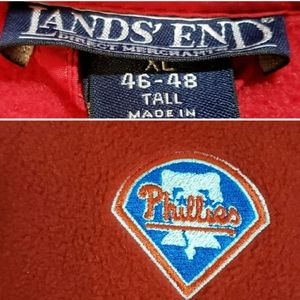 LANDS' END
DIRECT MERCHANTS
XL
46-48
TALL
MADE IN
Phillies